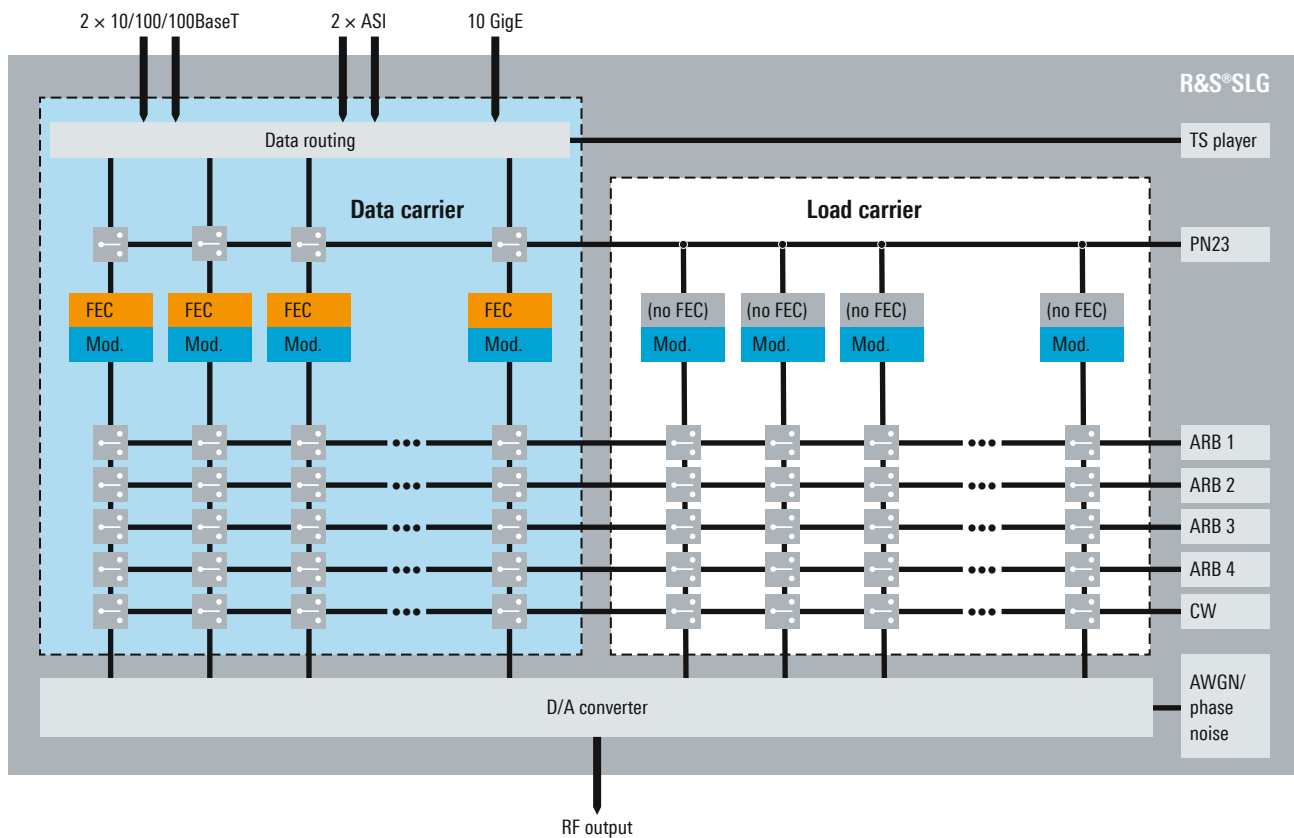 2 × 10/100/100BaseT
2 × ASI
10 GigE
R&S®SLG
Data routing
TS player
Data carrier
Load carrier
PN23
FEC
FEC
FEC
FEC
(no FEC)
(no FEC)
(no FEC)
(no FEC)
Mod.
Mod.
Mod.
Mod.
Mod.
Mod.
Mod.
Mod.
ARB 1
ARB 2
ARB 3
ARB 4
CW
D/A converter
AWGN/
phase
noise
RF output